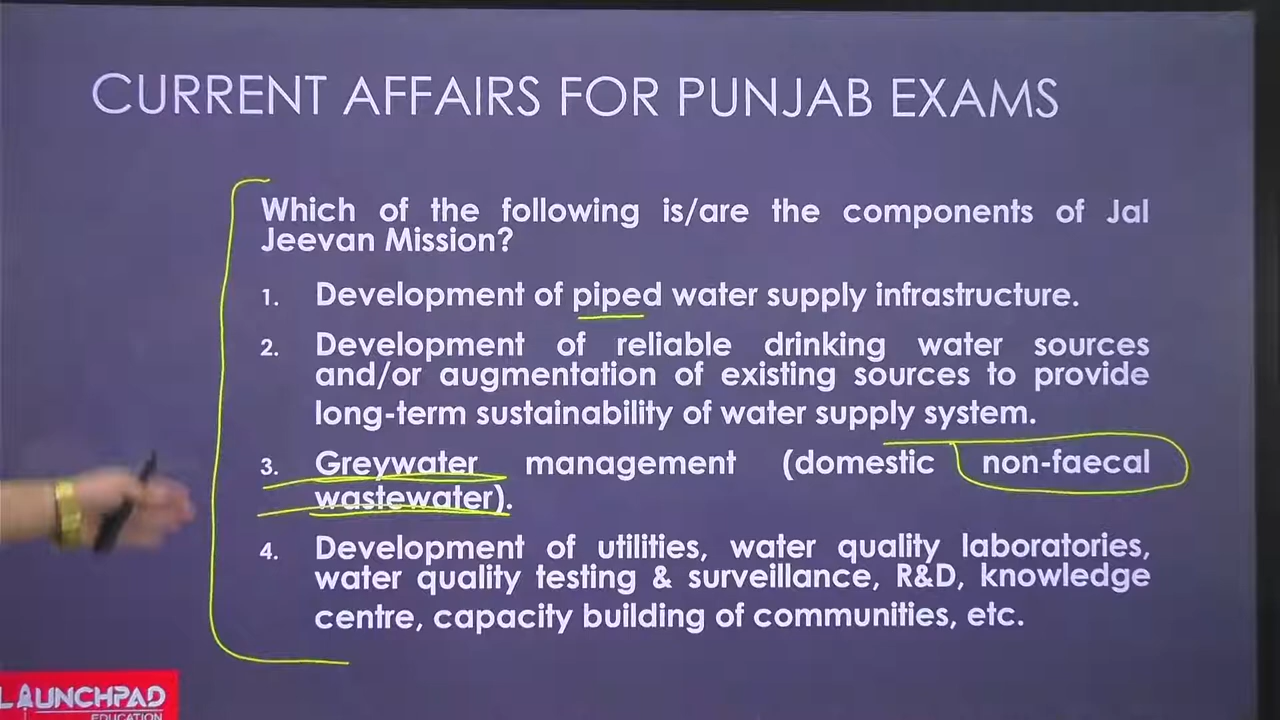 CURRENT AFFAIRS FOR PUNJAB EXAMS
Which of the following is/are the components of Jal
Jeevan Mission?
1. Development of piped water supply infrastructure.
2. Development of reliable drinking water sources
and/or augmentation of existing sources to provide
long-term sustainability of water supply system.
3. Greywater management (domestic non-faecal
wastewater).
4. Development of utilities, water quality laboratories,
water quality testing & surveillance, R&D, knowledge
centre, capacity building of communities, etc.
LAUNCHPAD
EDUCATION